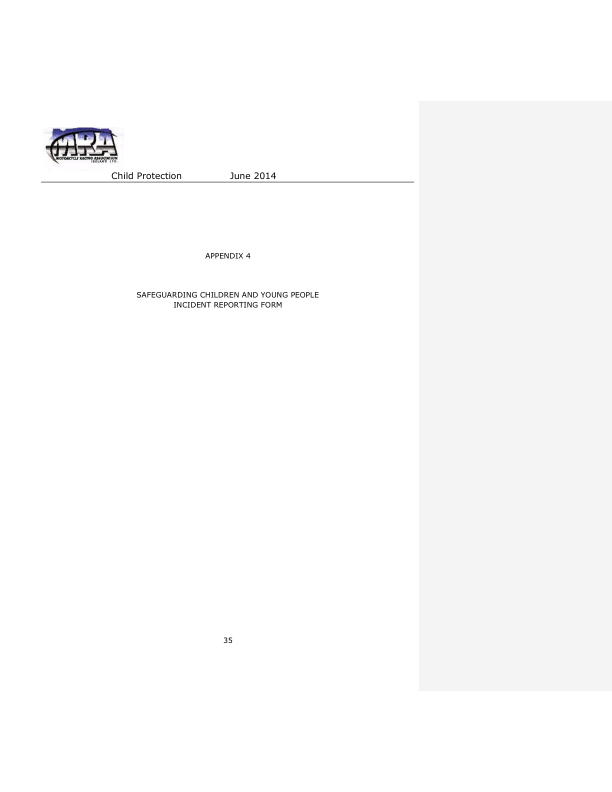 MRA
MOTORCYCLE RACING ASSOCIATION
IRELAND LTD.
Child Protection June 2014
APPENDIX 4
SAFEGUARDING CHILDREN AND YOUNG PEOPLE
INCIDENT REPORTING FORM
35